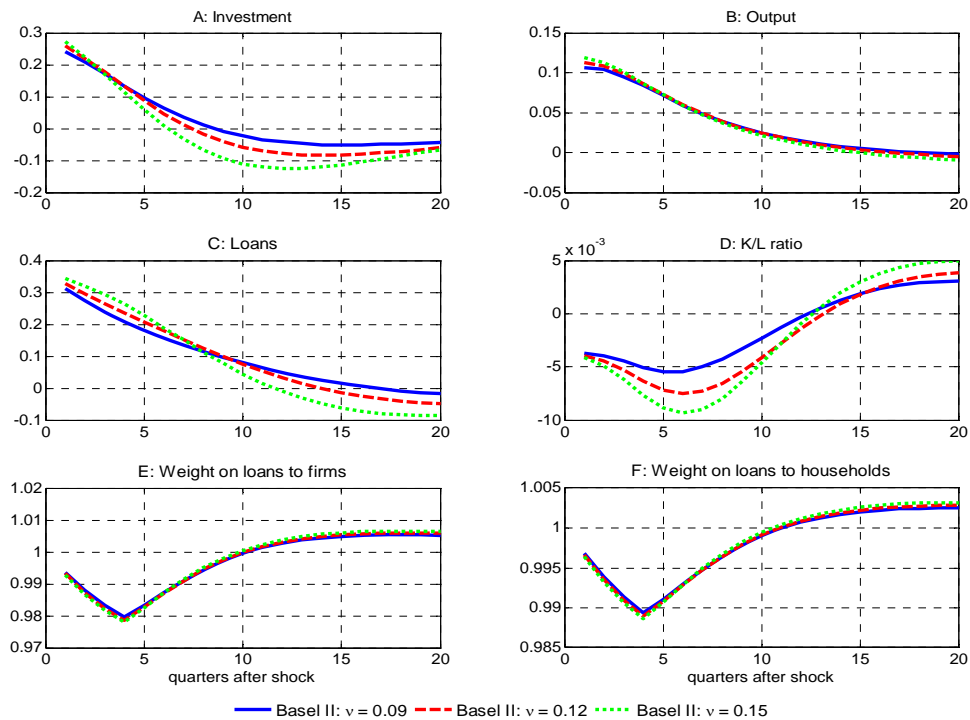 A: Investment
0.3
0.2
0.1
0
-0.1
-0.2
0 5 10 15 20
B: Output
0.15
0.1
0.05
0
-0.05
0 5 10 15 20
C: Loans
0.4
0.3
0.2
0.1
0
-0.1
0 5 10 15 20
D: K/L ratio
x 10⁻³
5
0
-5
-10
0 5 10 15 20
E: Weight on loans to firms
1.02
1.01
1
0.99
0.98
0.97
0 5 10 15 20
quarters after shock
F: Weight on loans to households
1.005
1
0.995
0.99
0.985
0 5 10 15 20
quarters after shock
Basel II: ν = 0.09 Basel II: ν = 0.12 Basel II: ν = 0.15